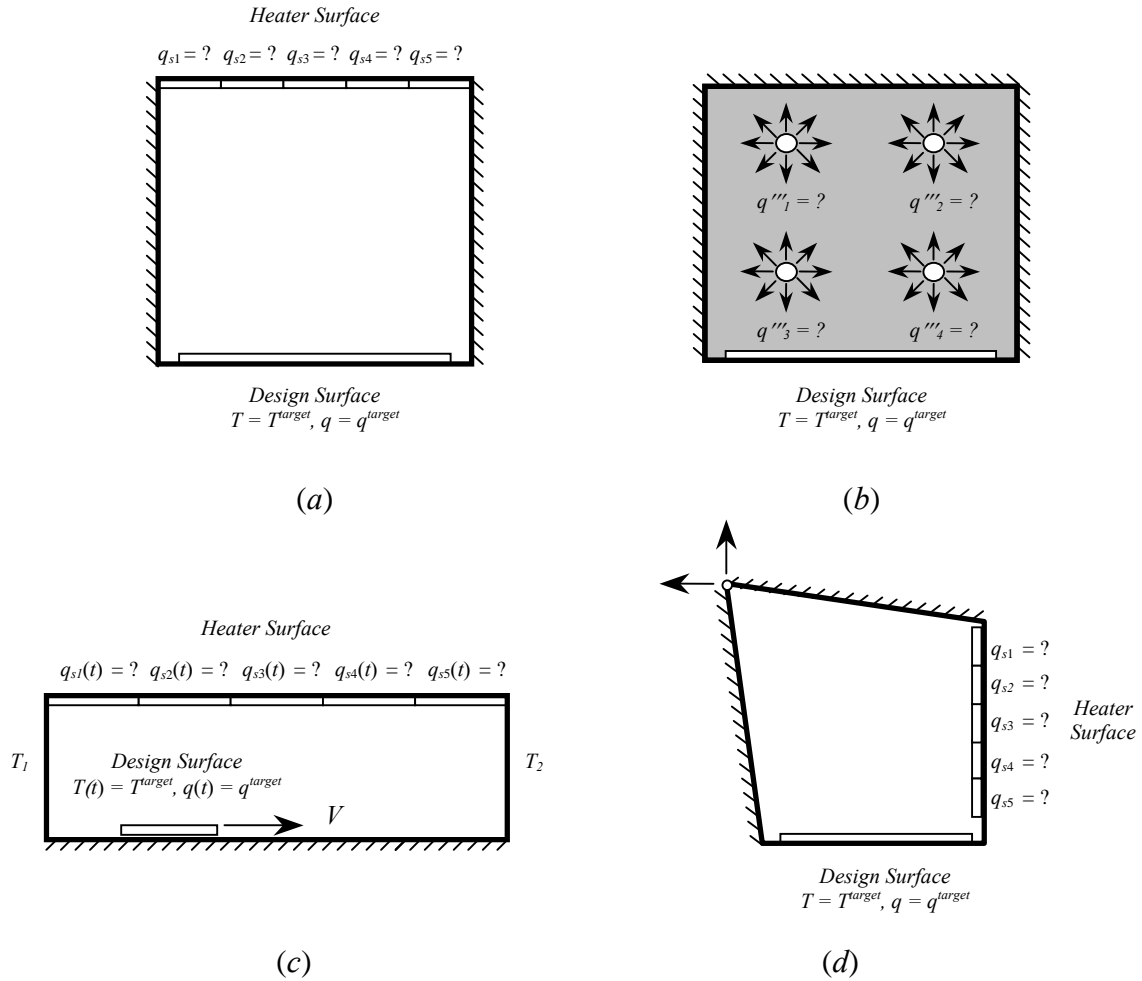 Heater Surface
q_s1 = ? q_s2 = ? q_s3 = ? q_s4 = ? q_s5 = ?
Design Surface
T = T^target, q = q^target
(a)
q‴_1 = ? q‴_2 = ?
q‴_3 = ? q‴_4 = ?
Design Surface
T = T^target, q = q^target
(b)
Heater Surface
q_s1(t) = ? q_s2(t) = ? q_s3(t) = ? q_s4(t) = ? q_s5(t) = ?
T_1
Design Surface
T(t) = T^target, q(t) = q^target
V
T_2
(c)
q_s1 = ?
q_s2 = ?
q_s3 = ?
q_s4 = ?
q_s5 = ?
Heater
Surface
Design Surface
T = T^target, q = q^target
(d)